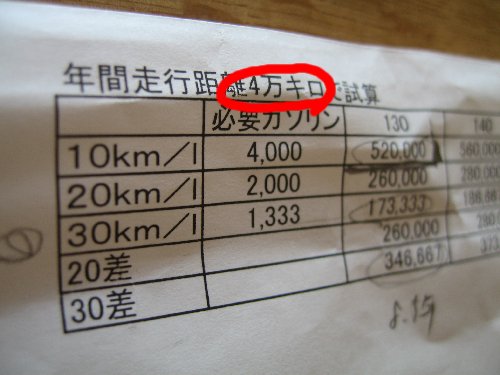 年間走行距離4万キロで試算
必要ガソリン 130 140
10km/l 4,000 520,000 560,000
20km/l 2,000 260,000 280,000
30km/l 1,333 173,333
20差 260,000
30差 346,667